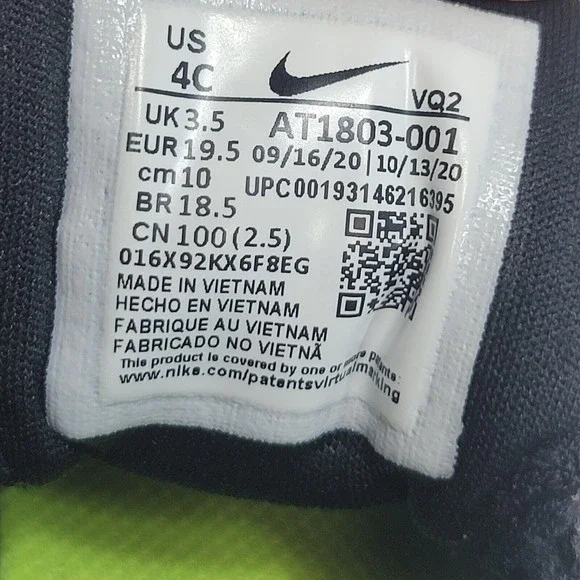 US
4C
VQ2
UK 3.5
AT1803-001
EUR 19.5
09/16/20 | 10/13/20
cm 10
UPC00193146216395
BR 18.5
CN 100 (2.5)
016X92KX6F8EG
MADE IN VIETNAM
HECHO EN VIETNAM
FABRIQUE AU VIETNAM
FABRICADO NO VIETNÃ
This product is covered by one or more patents:
www.nike.com/patentsvirtualmarking